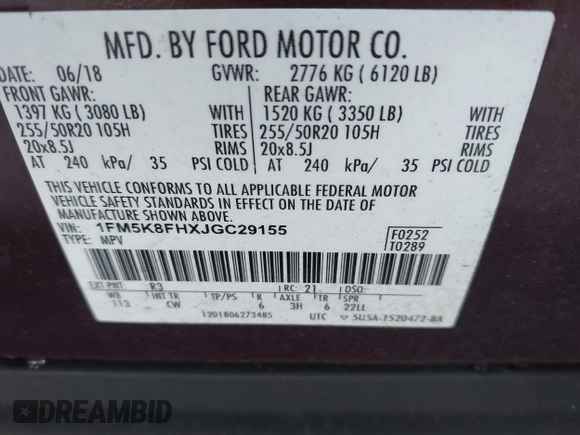 MFD. BY FORD MOTOR CO.
DATE: 06/18 GVWR: 2776 KG ( 6120 LB)
FRONT GAWR: REAR GAWR:
1397 KG ( 3080 LB) WITH 1520 KG ( 3350 LB) WITH
255/50R20 105H TIRES 255/50R20 105H TIRES
20x8.5J RIMS 20x8.5J RIMS
AT 240 kPa/ 35 PSI COLD AT 240 kPa/ 35 PSI COLD
THIS VEHICLE CONFORMS TO ALL APPLICABLE FEDERAL MOTOR
VEHICLE SAFETY STANDARDS IN EFFECT ON THE DATE OF
MANUFACTURE SHOWN ABOVE.
VIN: 1FM5K8FHXJGC29155 F0252
TYPE: MPV T0289
EXT PNT: R3 RC: 21 DSO:
WB INT TR TP/PS R AXLE TR SPR
113 CW 6 3H 6 22LL
1201806273485 UTC ▽ 5U5A-1520472-BA
DREAMBID